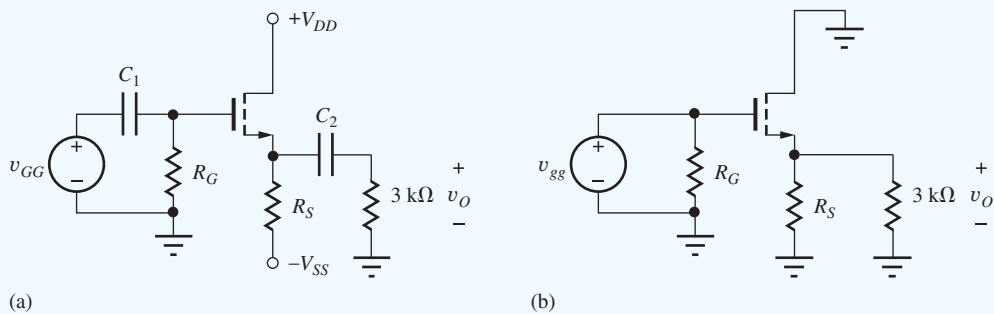 +V_DD
C_1
C_2
v_GG
+
−
R_G
R_S
3 kΩ
+
v_O
−
−V_SS
(a)
v_gg
+
−
R_G
R_S
3 kΩ
+
v_O
−
(b)